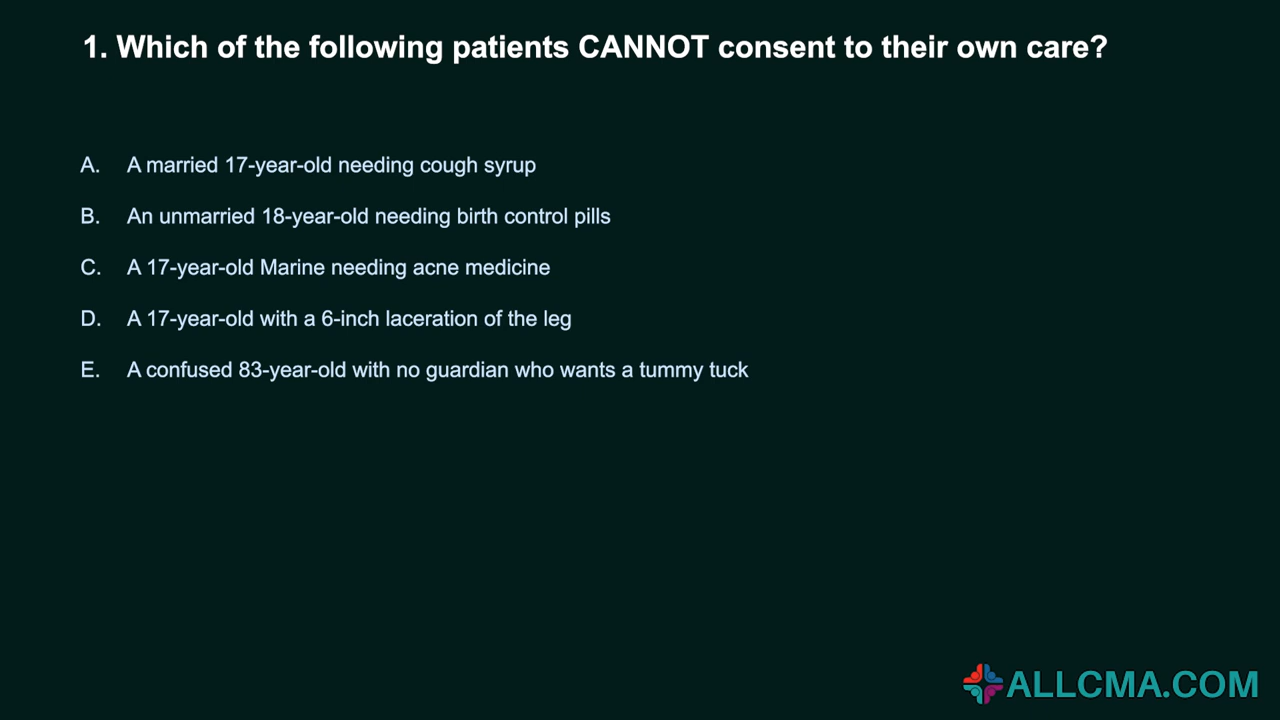 1. Which of the following patients CANNOT consent to their own care?
A. A married 17-year-old needing cough syrup
B. An unmarried 18-year-old needing birth control pills
C. A 17-year-old Marine needing acne medicine
D. A 17-year-old with a 6-inch laceration of the leg
E. A confused 83-year-old with no guardian who wants a tummy tuck
ALLCMA.COM